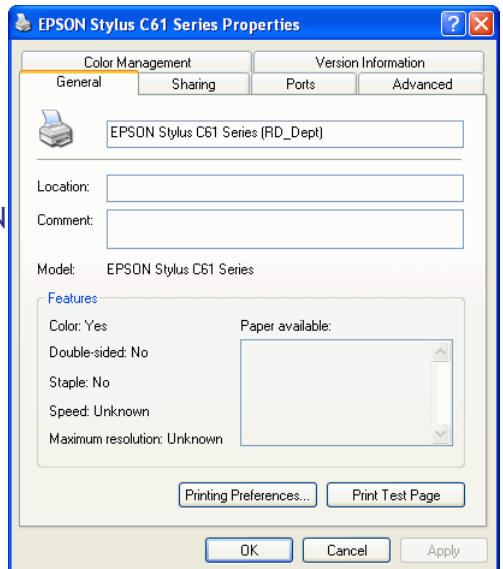 EPSON Stylus C61 Series Properties
Color Management Version Information
General Sharing Ports Advanced
EPSON Stylus C61 Series (RD_Dept)
Location:
N
Comment:
Model: EPSON Stylus C61 Series
Features
Color: Yes Paper available:
Double-sided: No
Staple: No
Speed: Unknown
Maximum resolution: Unknown
Printing Preferences... Print Test Page
OK Cancel Apply